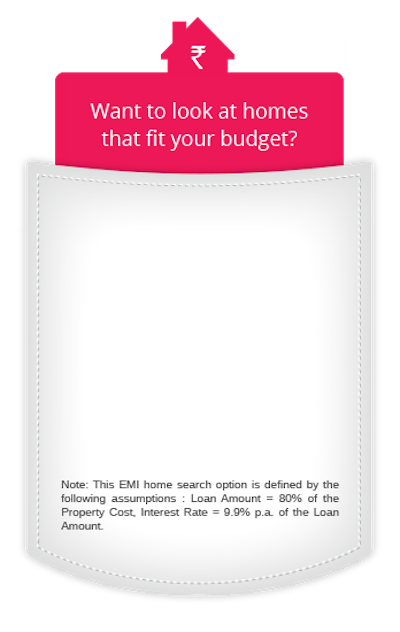 ₹
Want to look at homes
that fit your budget?
Note: This EMI home search option is defined by the
following assumptions : Loan Amount = 80% of the
Property Cost, Interest Rate = 9.9% p.a. of the Loan
Amount.